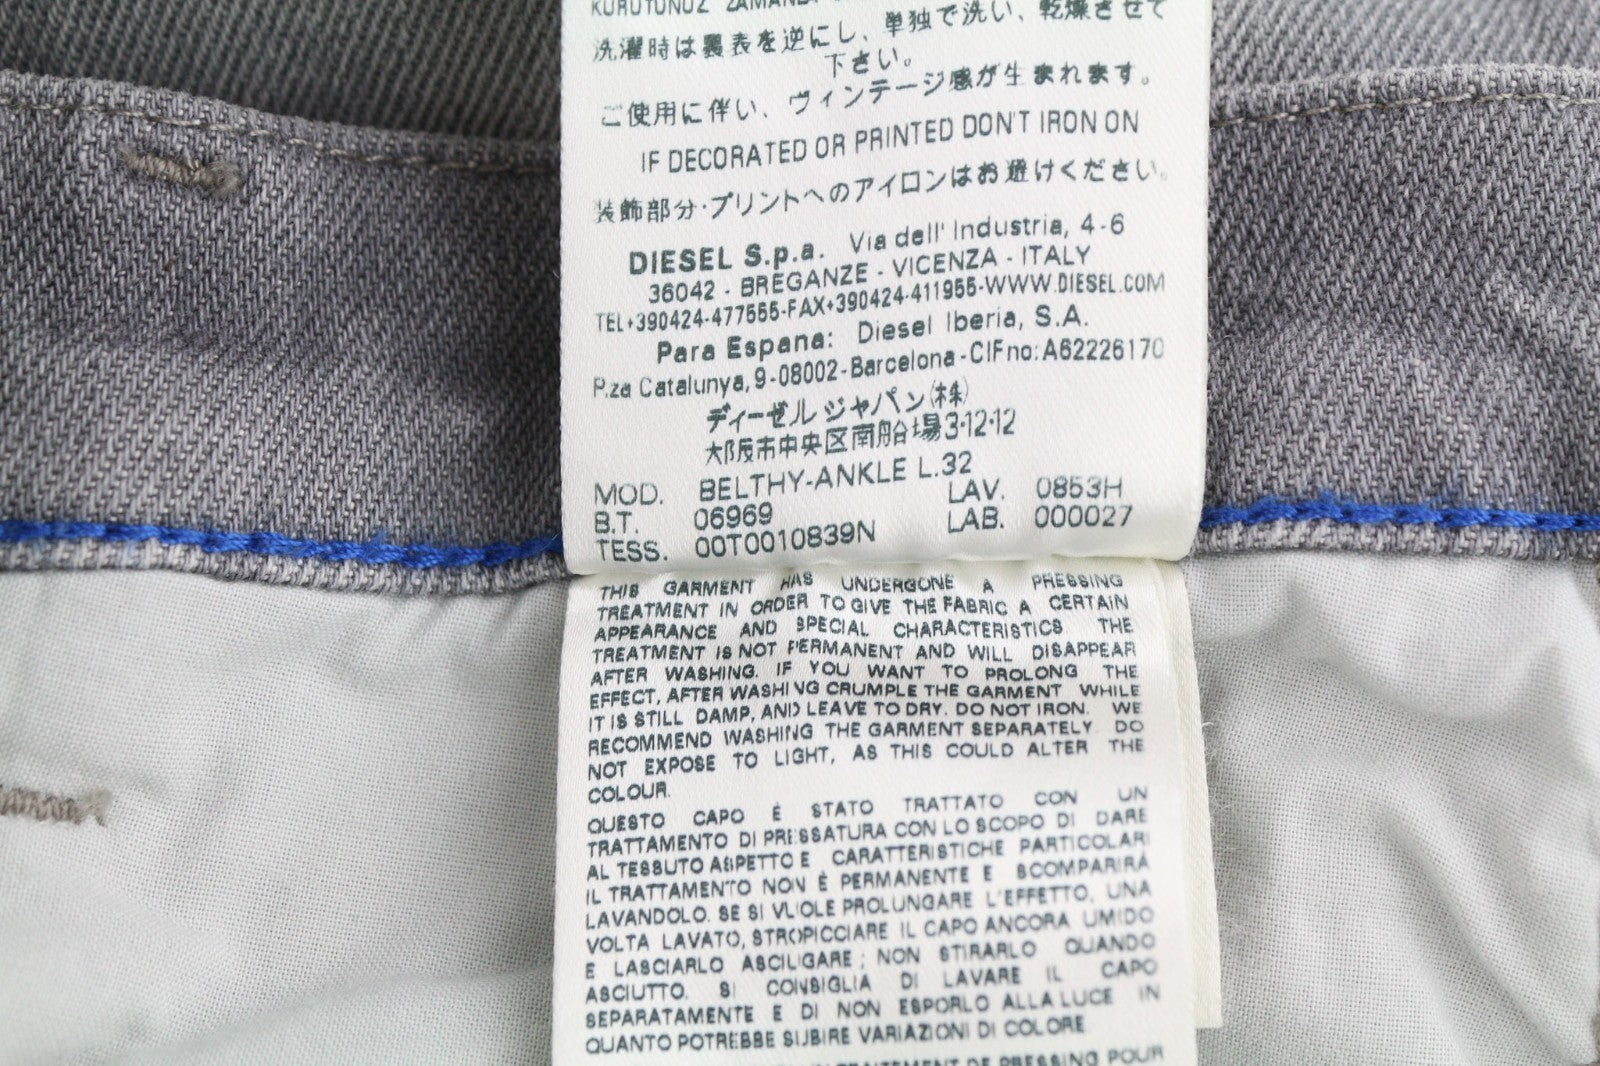 KURUTUNUZ
洗濯時は裏表を逆にし、単独で洗い、乾燥させて
下さい。
ご使用に伴い、ヴィンテージ感が生まれます。
IF DECORATED OR PRINTED DON'T IRON ON
装飾部分・プリントへのアイロンはお避けください。
DIESEL S.p.a. Via dell' Industria, 4-6
36042 - BREGANZE - VICENZA - ITALY
TEL+390424-477555-FAX+390424-411955-WWW.DIESEL.COM
Para Espana: Diesel Iberia, S.A.
P.za Catalunya, 9-08002-Barcelona-CIFno:A62226170
ディーゼル ジャパン(株)
大阪市中央区南船場3-12-12
MOD. BELTHY-ANKLE L.32
B.T. 06969 LAV. 0853H
TESS. 00T0010839N LAB. 000027
THIS GARMENT HAS UNDERGONE A PRESSING
TREATMENT IN ORDER TO GIVE THE FABRIC A CERTAIN
APPEARANCE AND SPECIAL CHARACTERISTICS. THE
TREATMENT IS NOT PERMANENT AND WILL DISAPPEAR
AFTER WASHING. IF YOU WANT TO PROLONG THE
EFFECT, AFTER WASHING CRUMPLE THE GARMENT WHILE
IT IS STILL DAMP, AND LEAVE TO DRY. DO NOT IRON. WE
RECOMMEND WASHING THE GARMENT SEPARATELY. DO
NOT EXPOSE TO LIGHT, AS THIS COULD ALTER THE
COLOUR.
QUESTO CAPO È STATO TRATTATO CON UN
TRATTAMENTO DI PRESSATURA CON LO SCOPO DI DARE
AL TESSUTO ASPETTO E CARATTERISTICHE PARTICOLARI
IL TRATTAMENTO NON È PERMANENTE E SCOMPARIRÀ
LAVANDOLO. SE SI VUOLE PROLUNGARE L'EFFETTO, UNA
VOLTA LAVATO, STROPICCIARE IL CAPO ANCORA UMIDO
E LASCIARLO ASCIUGARE; NON STIRARLO QUANDO
ASCIUTTO. SI CONSIGLIA DI LAVARE IL CAPO
SEPARATAMENTE E DI NON ESPORLO ALLA LUCE IN
QUANTO POTREBBE SUBIRE VARIAZIONI DI COLORE
TRAITEMENT DE PRESSING POUR